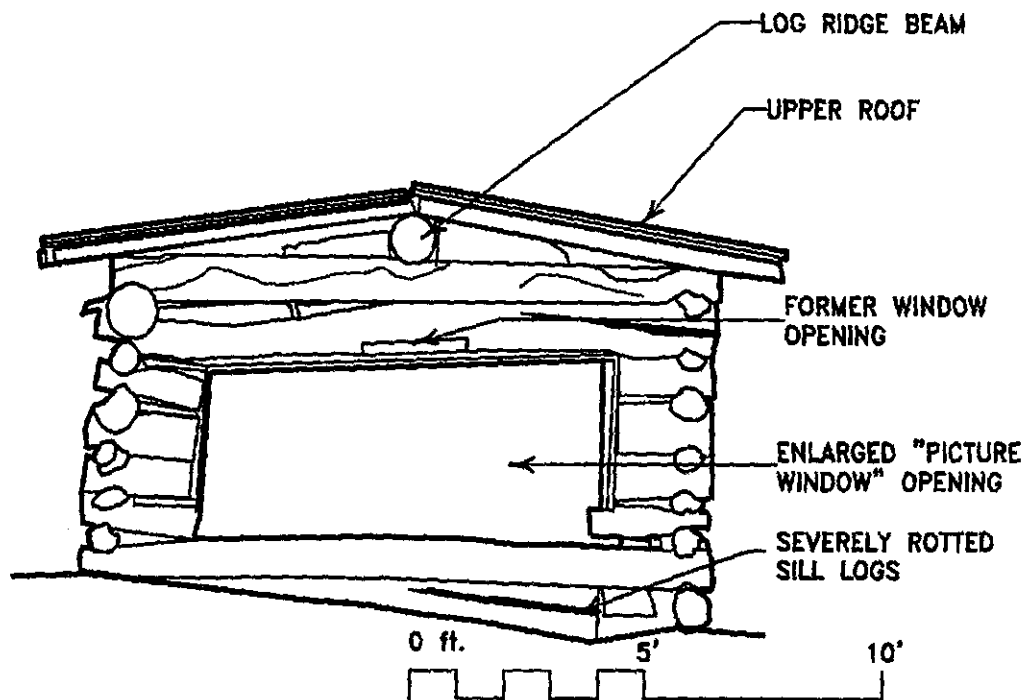 LOG RIDGE BEAM
UPPER ROOF
FORMER WINDOW
OPENING
ENLARGED "PICTURE
WINDOW" OPENING
SEVERELY ROTTED
SILL LOGS
0 ft. 5' 10'